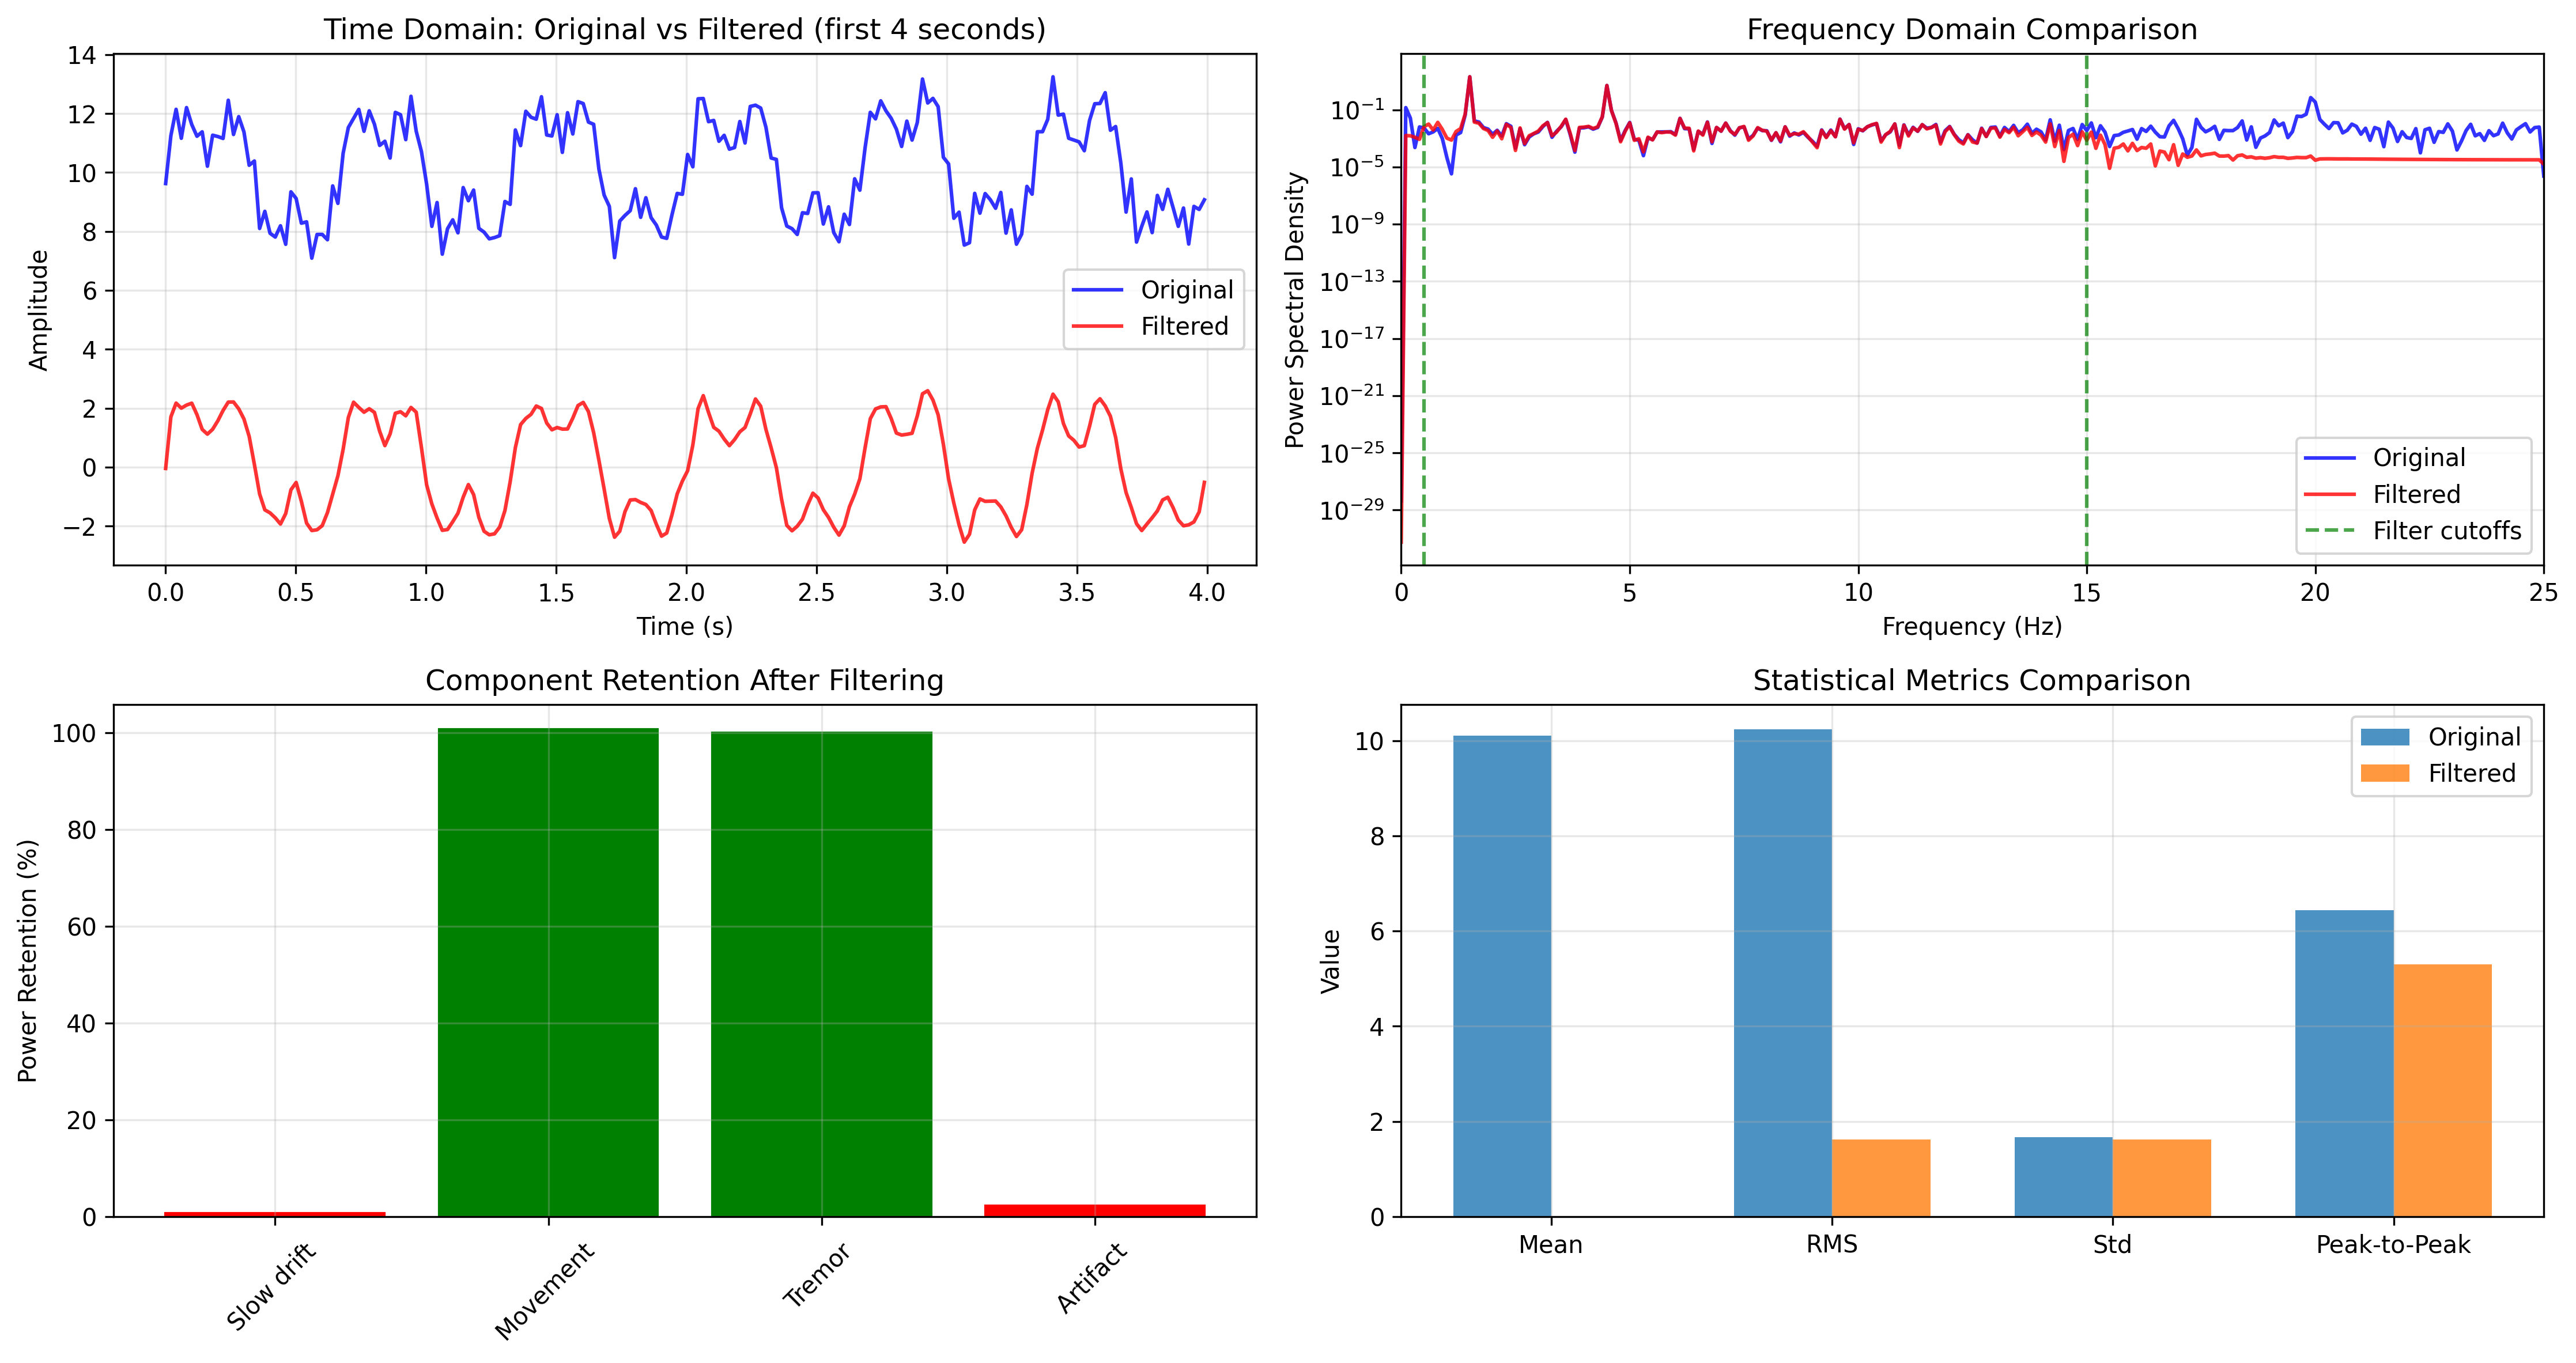 Time Domain: Original vs Filtered (first 4 seconds)
14
12
10
8
6
4
2
0
−2
Amplitude
Original
Filtered
0.0 0.5 1.0 1.5 2.0 2.5 3.0 3.5 4.0
Time (s)
Frequency Domain Comparison
10⁻¹
10⁻⁵
10⁻⁹
10⁻¹³
10⁻¹⁷
10⁻²¹
10⁻²⁵
10⁻²⁹
Power Spectral Density
Original
Filtered
Filter cutoffs
0 5 10 15 20 25
Frequency (Hz)
Component Retention After Filtering
100
80
60
40
20
0
Power Retention (%)
Slow drift Movement Tremor Artifact
Statistical Metrics Comparison
10
8
6
4
2
0
Value
Original
Filtered
Mean RMS Std Peak-to-Peak